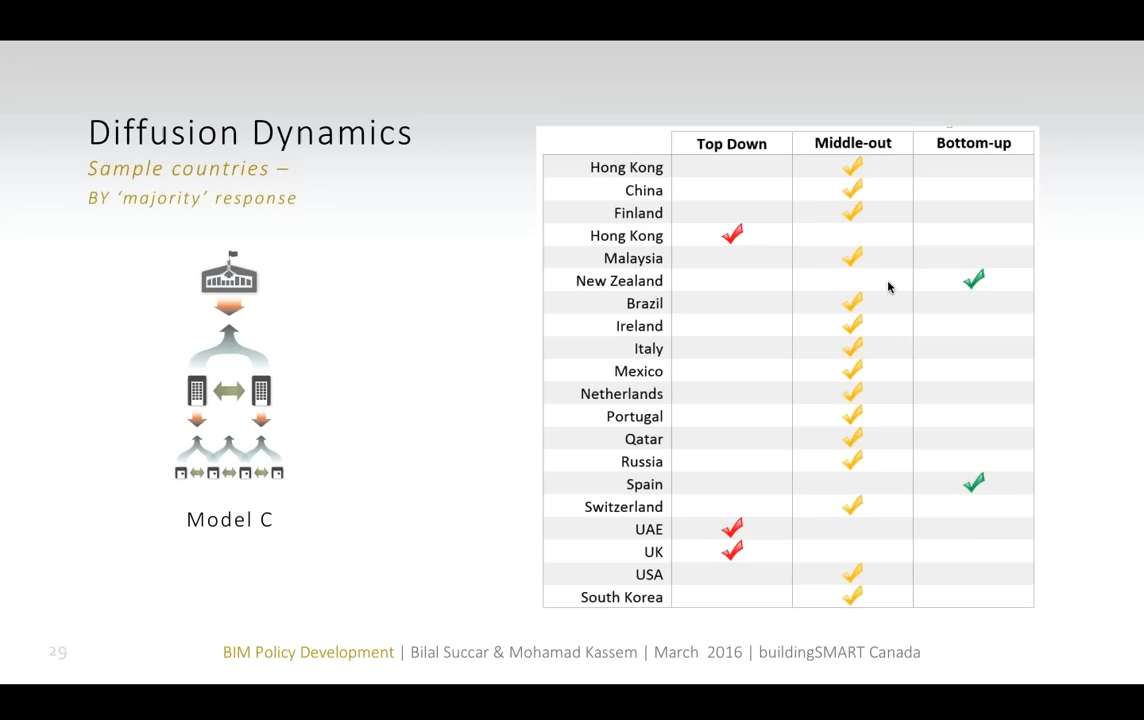 Diffusion Dynamics
Sample countries –
BY ‘majority’ response
Model C
Top Down Middle-out Bottom-up
Hong Kong
China
Finland
Hong Kong
Malaysia
New Zealand
Brazil
Ireland
Italy
Mexico
Netherlands
Portugal
Qatar
Russia
Spain
Switzerland
UAE
UK
USA
South Korea
29
BIM Policy Development | Bilal Succar & Mohamad Kassem | March 2016 | buildingSMART Canada